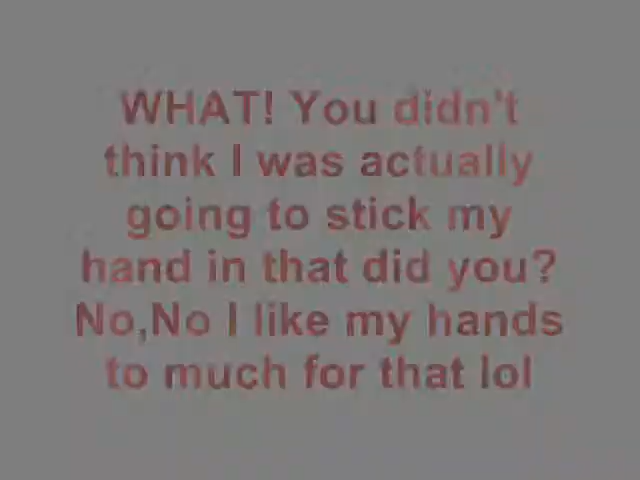 WHAT! You didn't
think I was actually
going to stick my
hand in that did you?
No,No I like my hands
to much for that lol